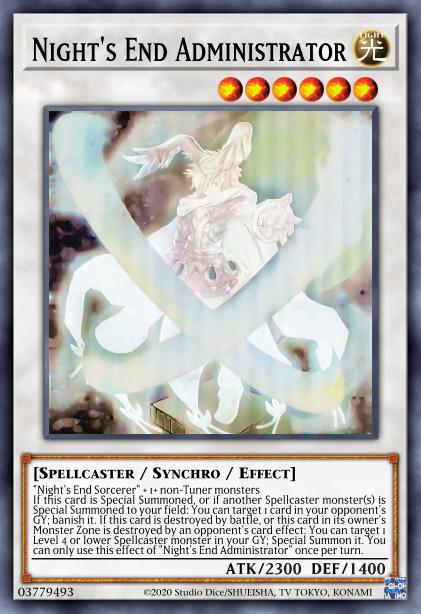 Night's End Administrator
LIGHT
光
[Spellcaster / Synchro / Effect]
"Night's End Sorcerer" + 1+ non-Tuner monsters
If this card is Special Summoned, or if another Spellcaster monster(s) is
Special Summoned to your field: You can target 1 card in your opponent's
GY; banish it. If this card is destroyed by battle, or this card in its owner's
Monster Zone is destroyed by an opponent's card effect: You can target 1
Level 4 or lower Spellcaster monster in your GY; Special Summon it. You
can only use this effect of "Night's End Administrator" once per turn.
ATK/2300 DEF/1400
03779493
©2020 Studio Dice/SHUEISHA, TV TOKYO, KONAMI